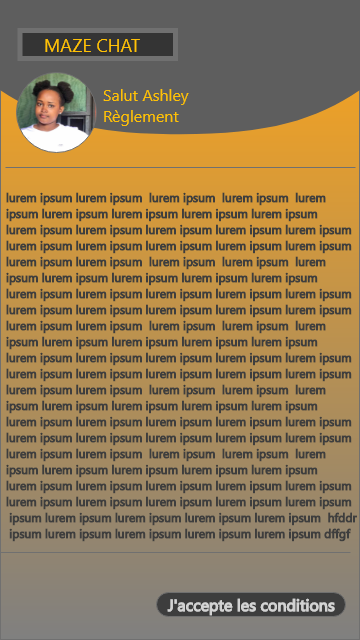 MAZE CHAT
Salut Ashley
Règlement
lurem ipsum lurem ipsum lurem ipsum lurem ipsum lurem
ipsum lurem ipsum lurem ipsum lurem ipsum lurem ipsum
lurem ipsum lurem ipsum lurem ipsum lurem ipsum lurem ipsum
lurem ipsum lurem ipsum lurem ipsum lurem ipsum lurem ipsum
lurem ipsum lurem ipsum lurem ipsum lurem ipsum lurem
ipsum lurem ipsum lurem ipsum lurem ipsum lurem ipsum
lurem ipsum lurem ipsum lurem ipsum lurem ipsum lurem ipsum
lurem ipsum lurem ipsum lurem ipsum lurem ipsum lurem ipsum
lurem ipsum lurem ipsum lurem ipsum lurem ipsum lurem
ipsum lurem ipsum lurem ipsum lurem ipsum lurem ipsum
lurem ipsum lurem ipsum lurem ipsum lurem ipsum lurem ipsum
lurem ipsum lurem ipsum lurem ipsum lurem ipsum lurem ipsum
lurem ipsum lurem ipsum lurem ipsum lurem ipsum lurem
ipsum lurem ipsum lurem ipsum lurem ipsum lurem ipsum
lurem ipsum lurem ipsum lurem ipsum lurem ipsum lurem ipsum
lurem ipsum lurem ipsum lurem ipsum lurem ipsum lurem ipsum
lurem ipsum lurem ipsum lurem ipsum lurem ipsum lurem
ipsum lurem ipsum lurem ipsum lurem ipsum lurem ipsum
lurem ipsum lurem ipsum lurem ipsum lurem ipsum lurem ipsum
lurem ipsum lurem ipsum lurem ipsum lurem ipsum lurem ipsum
ipsum lurem ipsum lurem ipsum lurem ipsum lurem ipsum hfddr
ipsum lurem ipsum lurem ipsum lurem ipsum lurem ipsum dffgf
J'accepte les conditions